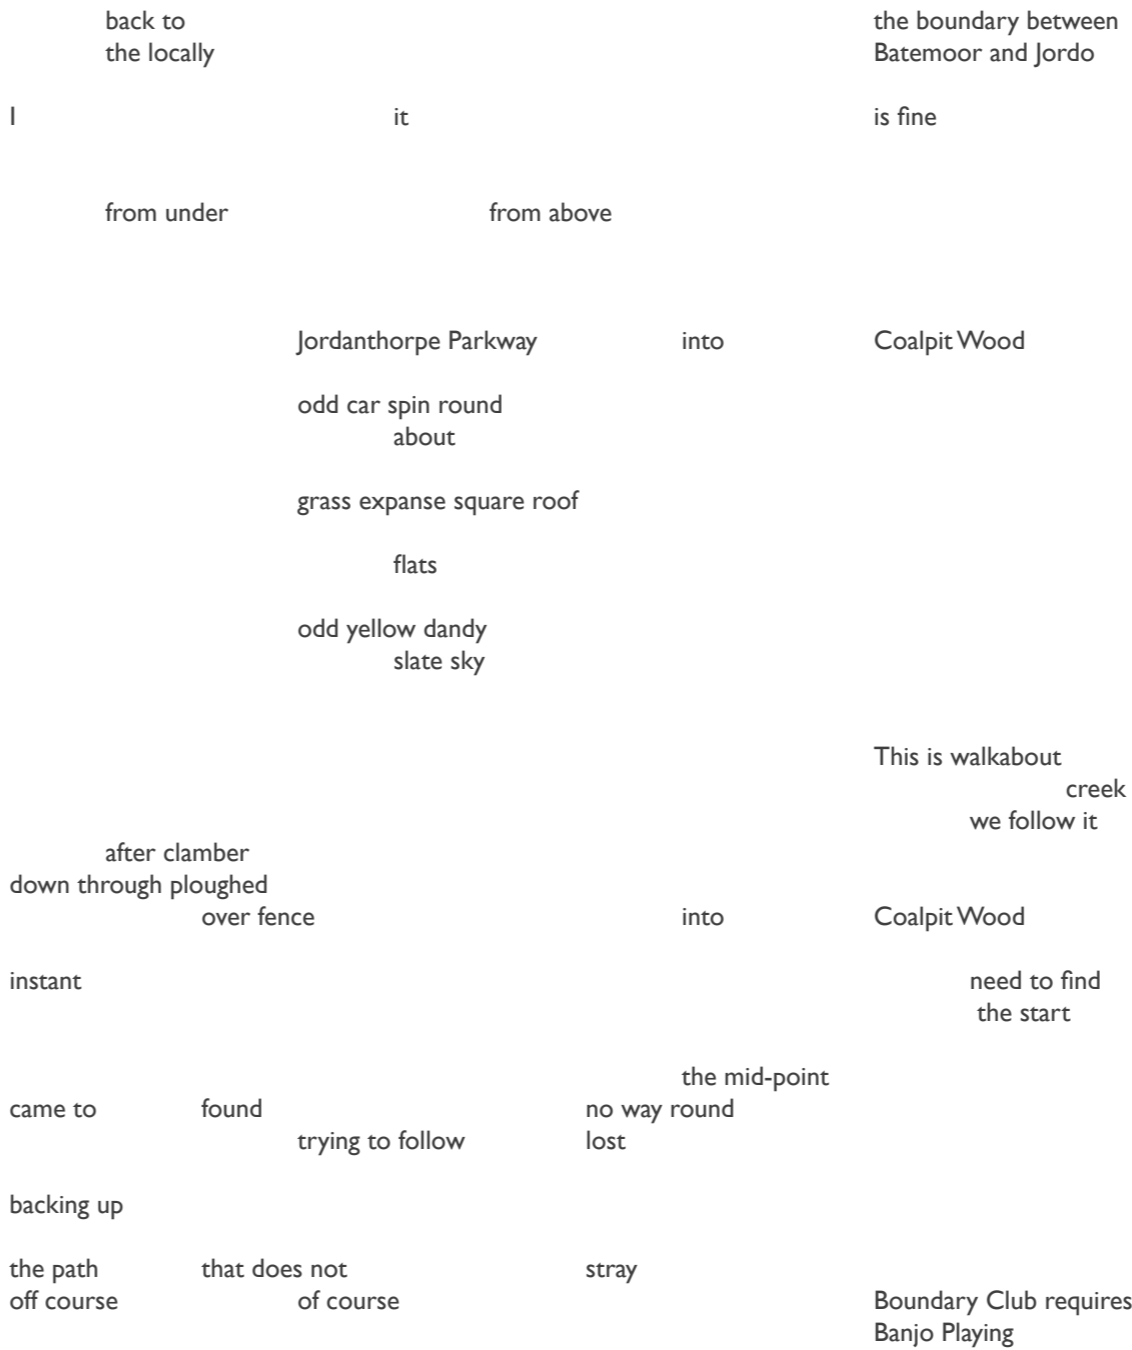 back to the boundary between
the locally Batemoor and Jordo
I it is fine
from under from above
Jordanthorpe Parkway into Coalpit Wood
odd car spin round
about
grass expanse square roof
flats
odd yellow dandy
slate sky
This is walkabout
creek
we follow it
after clamber
down through ploughed
over fence into Coalpit Wood
instant need to find
the start
the mid-point
came to found no way round
trying to follow lost
backing up
the path that does not stray
off course of course Boundary Club requires
Banjo Playing